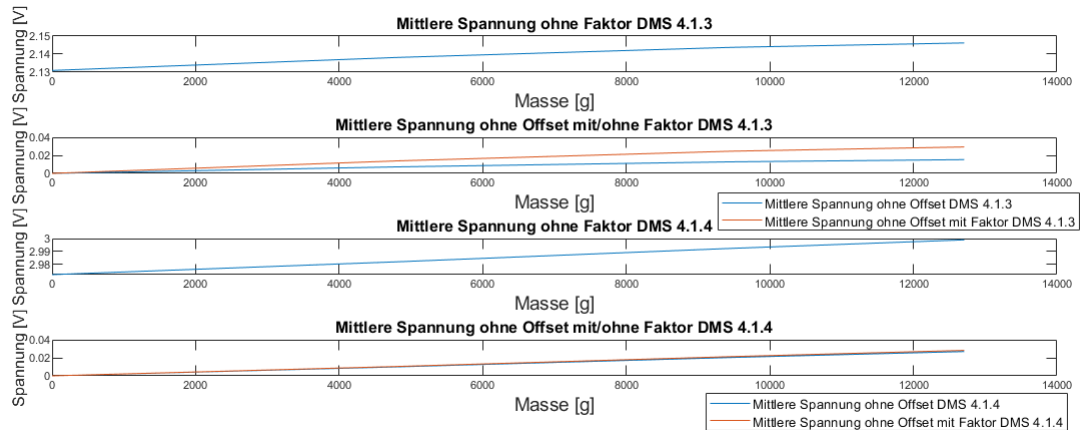 Mittlere Spannung ohne Faktor DMS 4.1.3
Spannung [V]
2.15
2.14
2.13
0 2000 4000 6000 8000 10000 12000 14000
Masse [g]
Mittlere Spannung ohne Offset mit/ohne Faktor DMS 4.1.3
Spannung [V]
0.04
0.02
0
0 2000 4000 6000 8000 10000 12000 14000
Masse [g]
Mittlere Spannung ohne Offset DMS 4.1.3
Mittlere Spannung ohne Offset mit Faktor DMS 4.1.3
Mittlere Spannung ohne Faktor DMS 4.1.4
Spannung [V]
3
2.99
2.98
0 2000 4000 6000 8000 10000 12000 14000
Masse [g]
Mittlere Spannung ohne Offset mit/ohne Faktor DMS 4.1.4
Spannung [V]
0.04
0.02
0
0 2000 4000 6000 8000 10000 12000 14000
Masse [g]
Mittlere Spannung ohne Offset DMS 4.1.4
Mittlere Spannung ohne Offset mit Faktor DMS 4.1.4